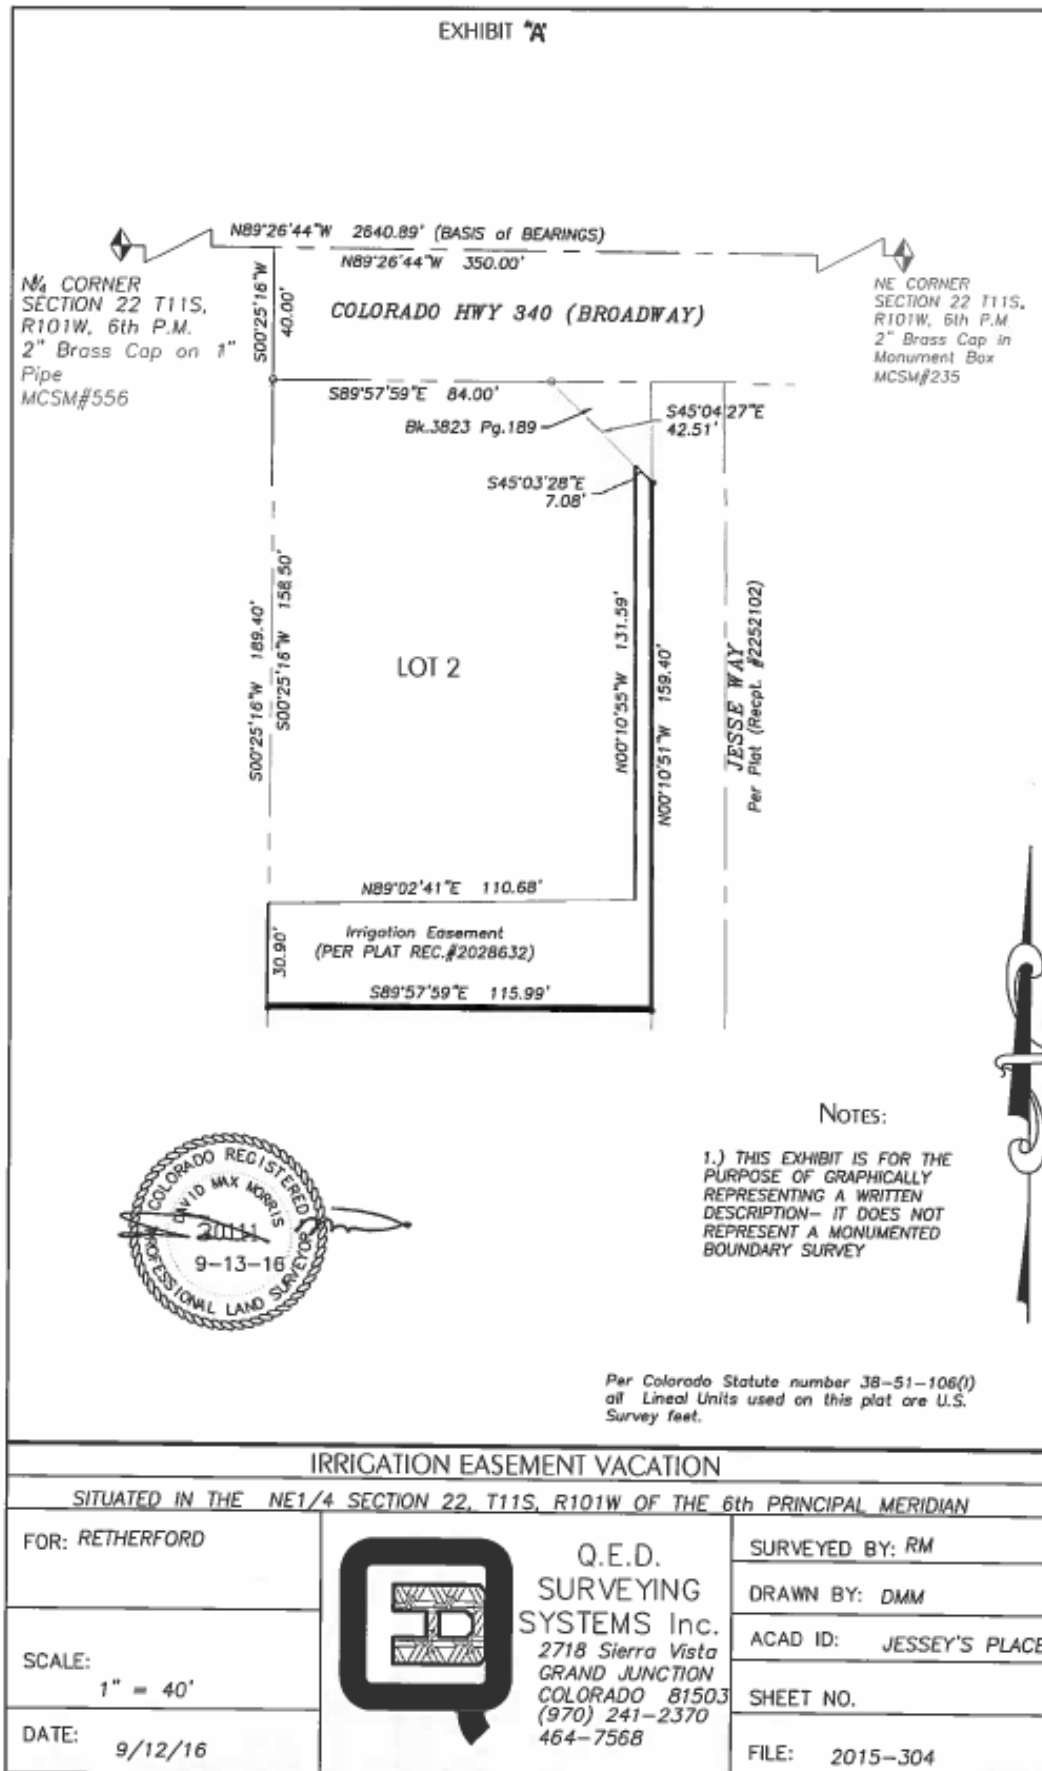 EXHIBIT "A"
N89°26'44"W 2640.89' (BASIS of BEARINGS)
N89°26'44"W 350.00'
N¼ CORNER
SECTION 22 T11S,
R101W, 6th P.M.
2" Brass Cap on 1"
Pipe
MCSM#556
NE CORNER
SECTION 22 T11S,
R101W, 6th P.M.
2" Brass Cap in
Monument Box
MCSM#235
S00°25'16"W
40.00'
COLORADO HWY 340 (BROADWAY)
S89°57'59"E 84.00'
Bk.3823 Pg.189
S45°04'27"E
42.51'
S45°03'28"E
7.08'
S00°25'16"W 189.40'
S00°25'16"W 158.50'
LOT 2
N00°10'55"W 131.59'
N00°10'51"W 159.40'
JESSE WAY
Per Plat (Recpt. #2252102)
N89°02'41"E 110.68'
30.90'
Irrigation Easement
(PER PLAT REC.#2028632)
S89°57'59"E 115.99'
NOTES:
1.) THIS EXHIBIT IS FOR THE
PURPOSE OF GRAPHICALLY
REPRESENTING A WRITTEN
DESCRIPTION- IT DOES NOT
REPRESENT A MONUMENTED
BOUNDARY SURVEY
COLORADO REGISTERED
DAVID MAX MORRIS
20111
9-13-16
PROFESSIONAL LAND SURVEYOR
Per Colorado Statute number 38-51-106(1)
all Lineal Units used on this plat are U.S.
Survey feet.
IRRIGATION EASEMENT VACATION
SITUATED IN THE NE1/4 SECTION 22, T11S, R101W OF THE 6th PRINCIPAL MERIDIAN
FOR: RETHERFORD
SCALE:
1" = 40'
DATE:
9/12/16
Q.E.D.
SURVEYING
SYSTEMS Inc.
2718 Sierra Vista
GRAND JUNCTION
COLORADO 81503
(970) 241-2370
464-7568
SURVEYED BY: RM
DRAWN BY: DMM
ACAD ID: JESSEY'S PLACE
SHEET NO.
FILE: 2015-304